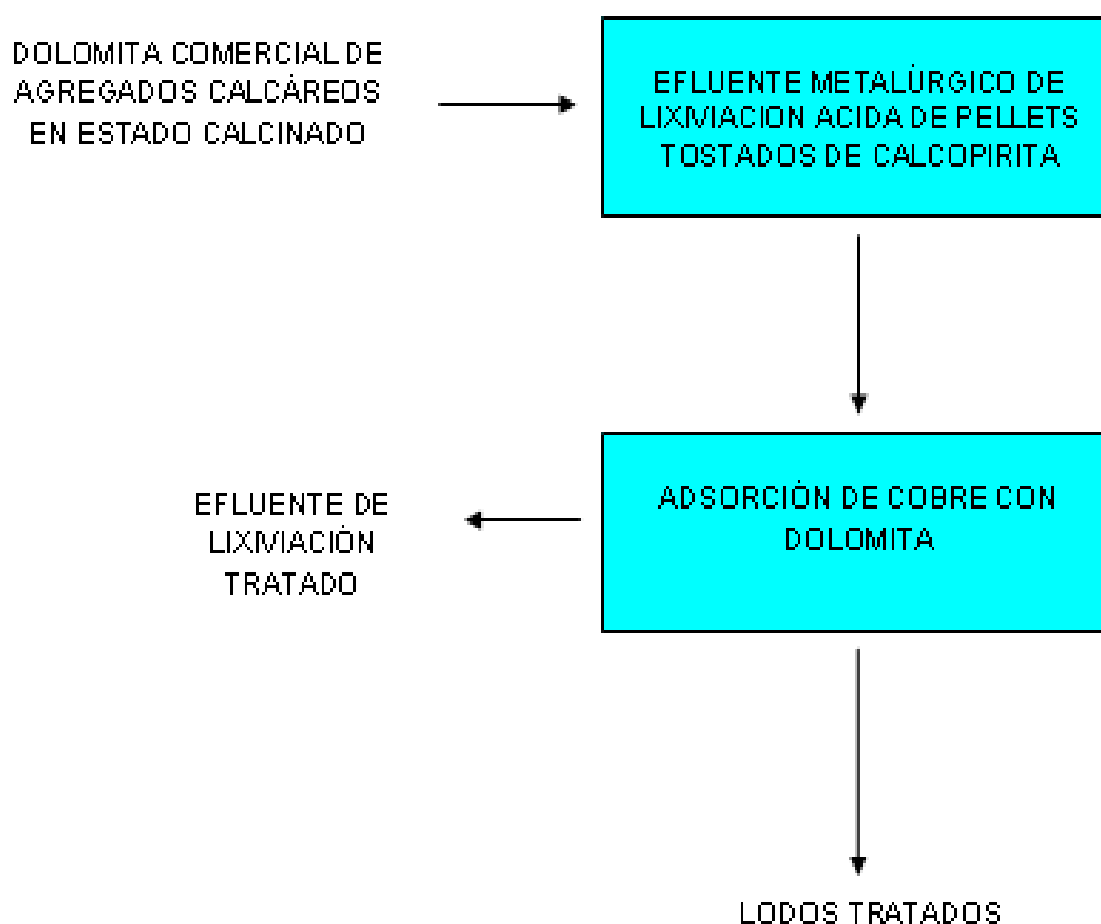 DOLOMITA COMERCIAL DE
AGREGADOS CALCÁREOS
EN ESTADO CALCINADO
EFLUENTE METALÚRGICO DE
LIXIVIACION ACIDA DE PELLETS
TOSTADOS DE CALCOPIRITA
EFLUENTE DE
LIXIVIACIÓN
TRATADO
ADSORCIÓN DE COBRE CON
DOLOMITA
LODOS TRATADOS